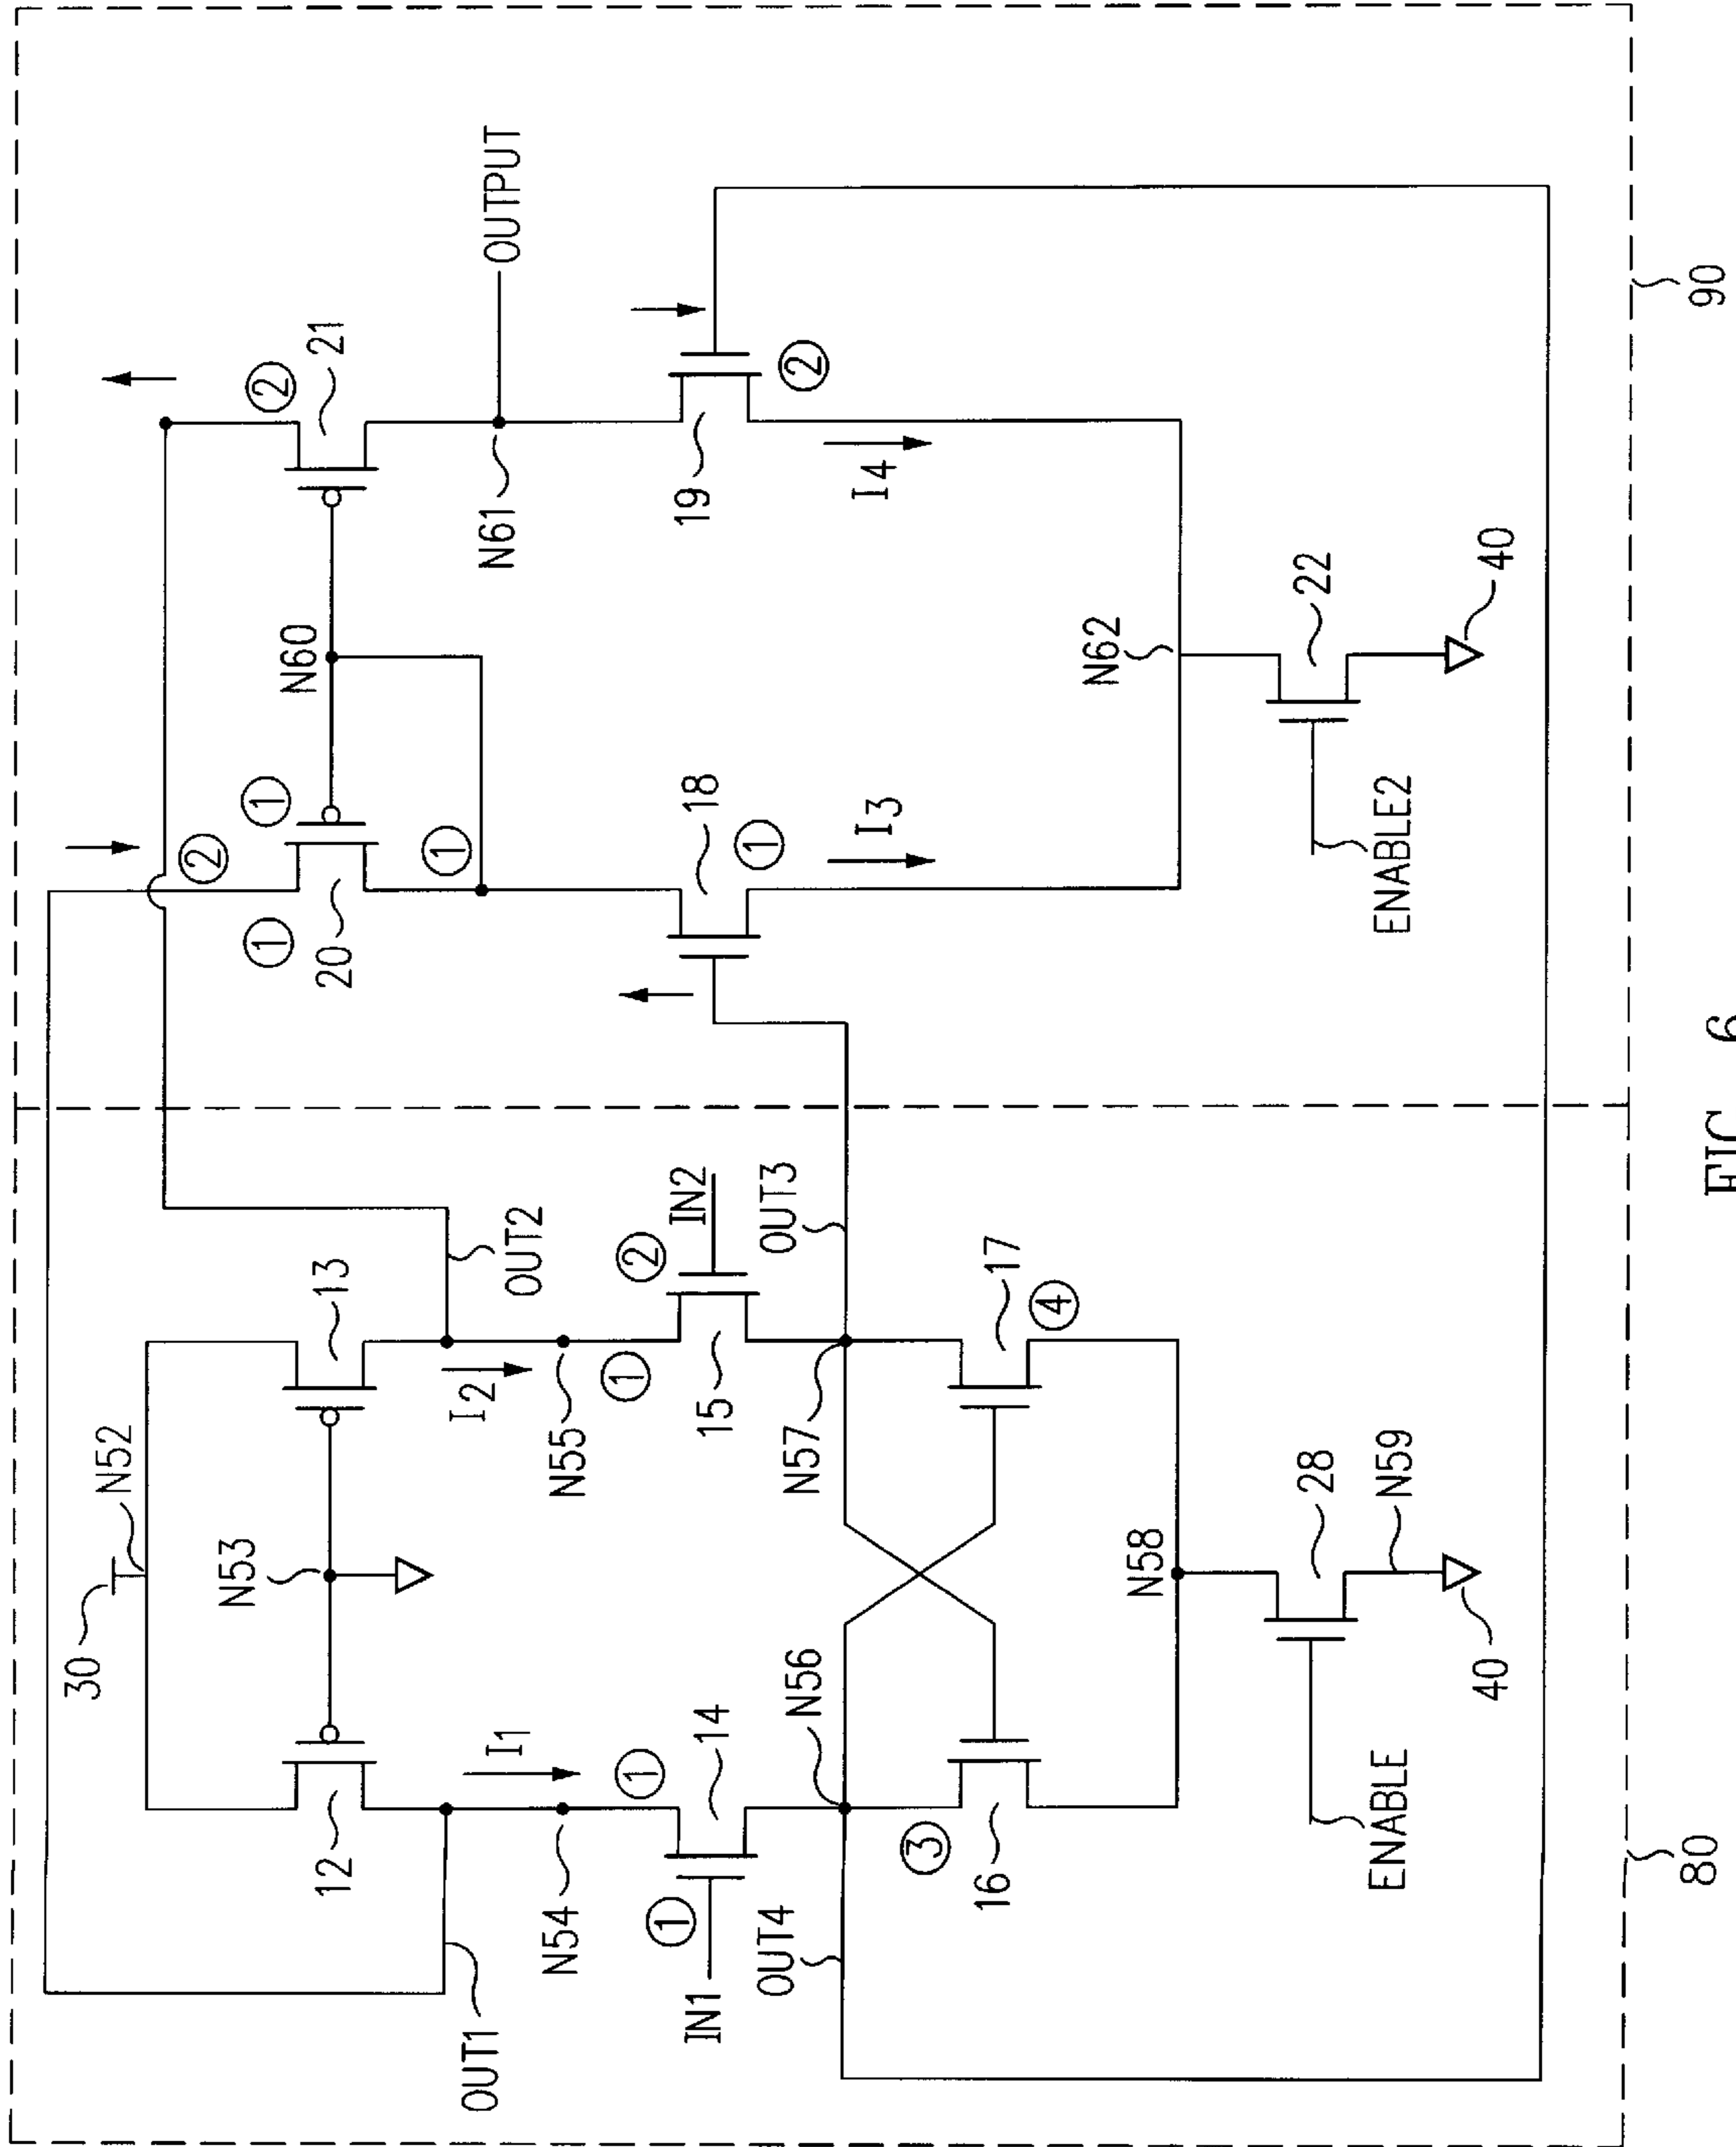 30
N52
N53
12
13
OUT1
I1
I2
OUT2
N54
①
①
N55
①
IN1
14
15
②
IN2
OUT4
N56
N57
OUT3
③
16
17
④
N58
ENABLE
28
N59
40
80
②
①
①
20
N60
②
21
①
N61
OUTPUT
18
①
19
②
I3
I4
N62
ENABLE2
22
40
90
FIG 6